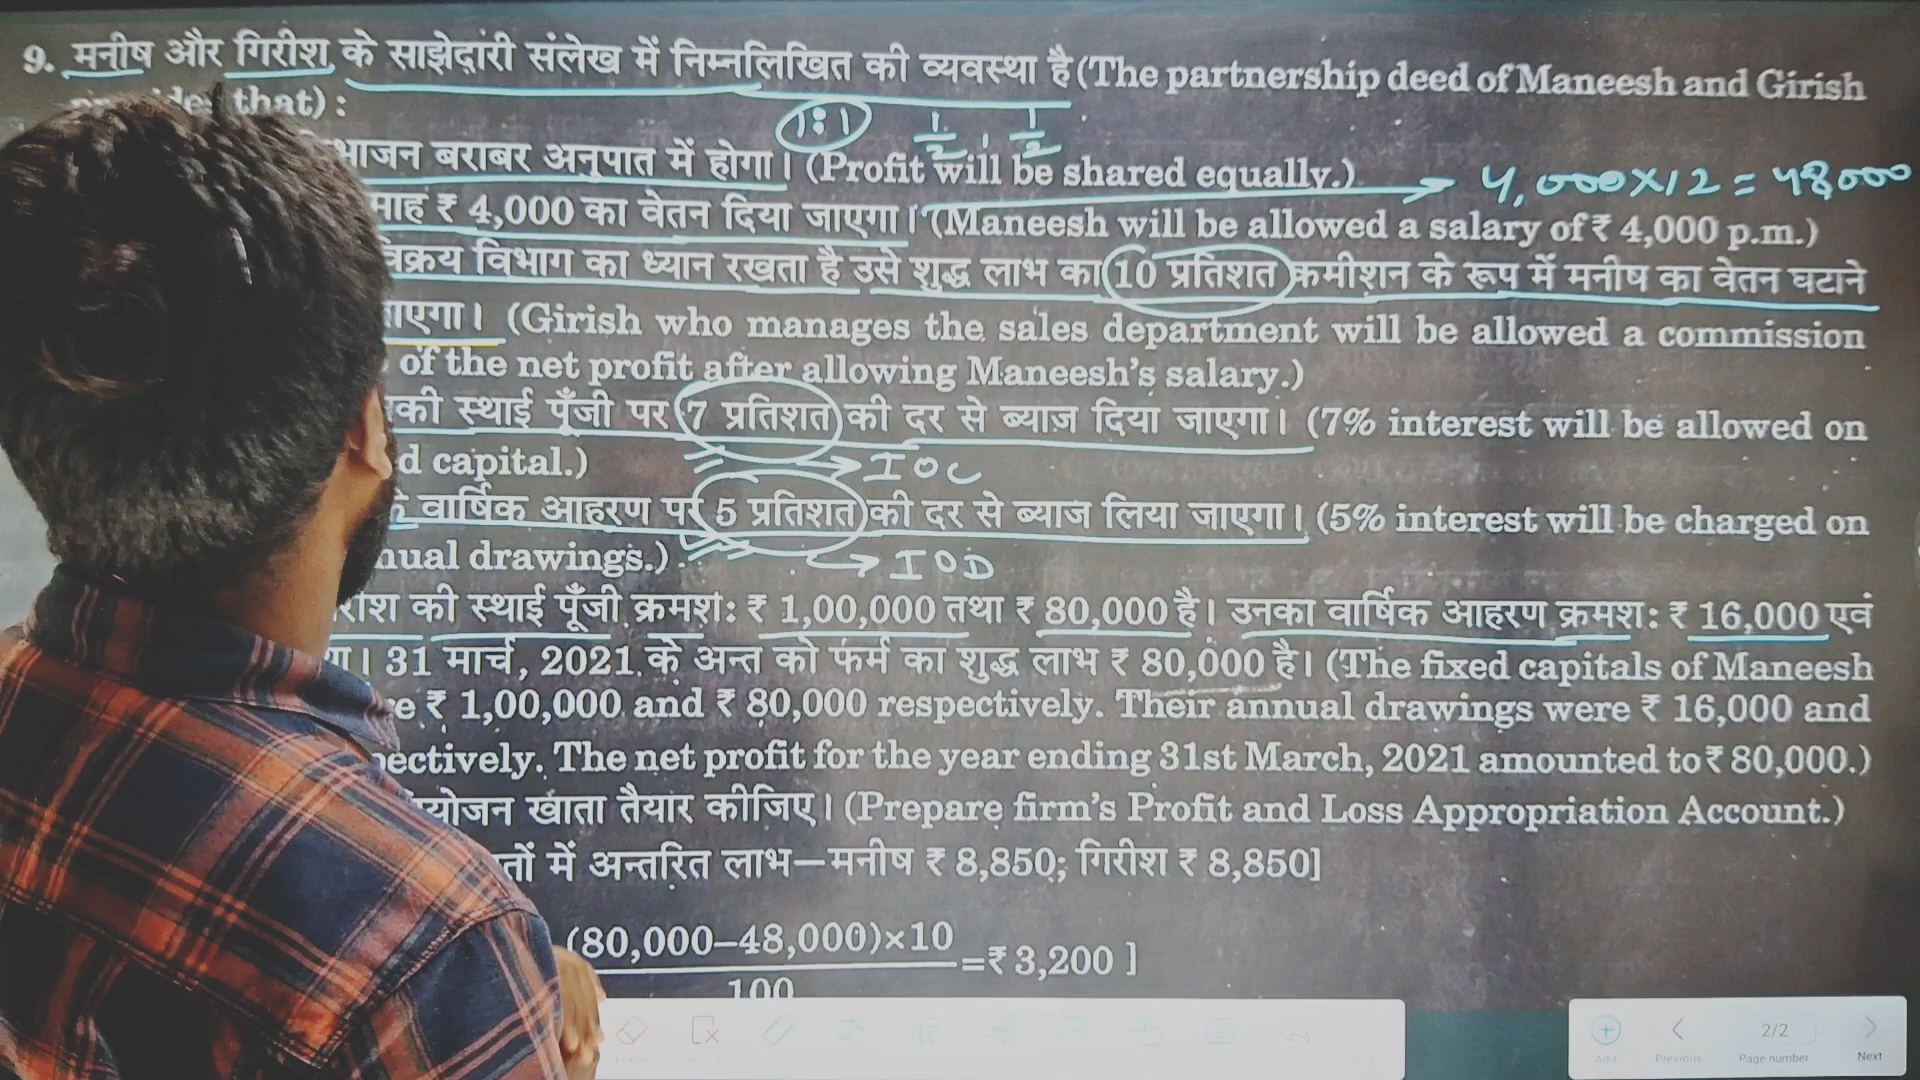 9. मनीष और गिरीश के साझेदारी संलेख में निम्नलिखित की व्यवस्था है (The partnership deed of Maneesh and Girish
that) :
1:1 1/2, 1/2
बराबर अनुपात में होगा। (Profit will be shared equally.) → 4,000×12 = 48000
माह ₹ 4,000 का वेतन दिया जाएगा। (Maneesh will be allowed a salary of ₹ 4,000 p.m.)
विभाग का ध्यान रखता है उसे शुद्ध लाभ का 10 प्रतिशत कमीशन के रूप में मनीष का वेतन घटाने
(Girish who manages the sales department will be allowed a commission
of the net profit after allowing Maneesh's salary.)
की स्थाई पूँजी पर 7 प्रतिशत की दर से ब्याज दिया जाएगा। (7% interest will be allowed on
capital.) → IOC
वार्षिक आहरण पर 5 प्रतिशत की दर से ब्याज लिया जाएगा। (5% interest will be charged on
drawings.) → IOD
की स्थाई पूँजी क्रमश: ₹ 1,00,000 तथा ₹ 80,000 है। उनका वार्षिक आहरण क्रमश: ₹ 16,000 एवं
31 मार्च, 2021 के अन्त को फर्म का शुद्ध लाभ ₹ 80,000 है। (The fixed capitals of Maneesh
₹ 1,00,000 and ₹ 80,000 respectively. Their annual drawings were ₹ 16,000 and
The net profit for the year ending 31st March, 2021 amounted to ₹ 80,000.)
खाता तैयार कीजिए। (Prepare firm's Profit and Loss Appropriation Account.)
में अन्तरित लाभ—मनीष ₹ 8,850; गिरीश ₹ 8,850]
(80,000–48,000)×10
=₹ 3,200 ]
100
Add Previous 2/2 Page number Next